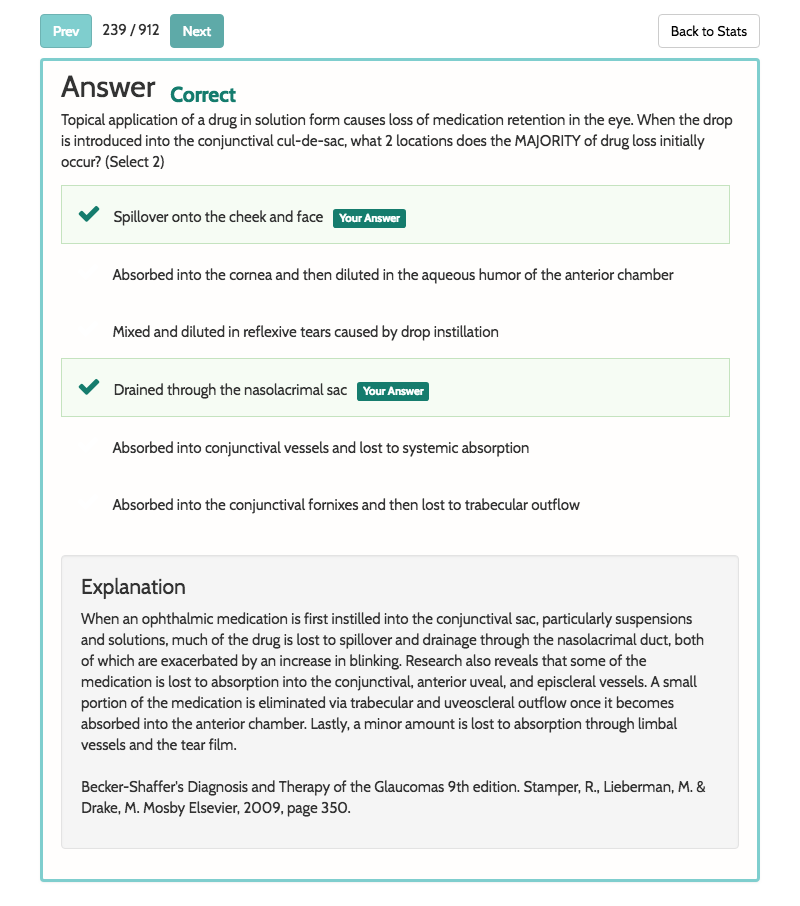 Prev 239 / 912 Next Back to Stats
Answer Correct
Topical application of a drug in solution form causes loss of medication retention in the eye. When the drop
is introduced into the conjunctival cul-de-sac, what 2 locations does the MAJORITY of drug loss initially
occur? (Select 2)
Spillover onto the cheek and face Your Answer
Absorbed into the cornea and then diluted in the aqueous humor of the anterior chamber
Mixed and diluted in reflexive tears caused by drop instillation
Drained through the nasolacrimal sac Your Answer
Absorbed into conjunctival vessels and lost to systemic absorption
Absorbed into the conjunctival fornixes and then lost to trabecular outflow
Explanation
When an ophthalmic medication is first instilled into the conjunctival sac, particularly suspensions
and solutions, much of the drug is lost to spillover and drainage through the nasolacrimal duct, both
of which are exacerbated by an increase in blinking. Research also reveals that some of the
medication is lost to absorption into the conjunctival, anterior uveal, and episcleral vessels. A small
portion of the medication is eliminated via trabecular and uveoscleral outflow once it becomes
absorbed into the anterior chamber. Lastly, a minor amount is lost to absorption through limbal
vessels and the tear film.
Becker-Shaffer's Diagnosis and Therapy of the Glaucomas 9th edition. Stamper, R., Lieberman, M. &
Drake, M. Mosby Elsevier, 2009, page 350.